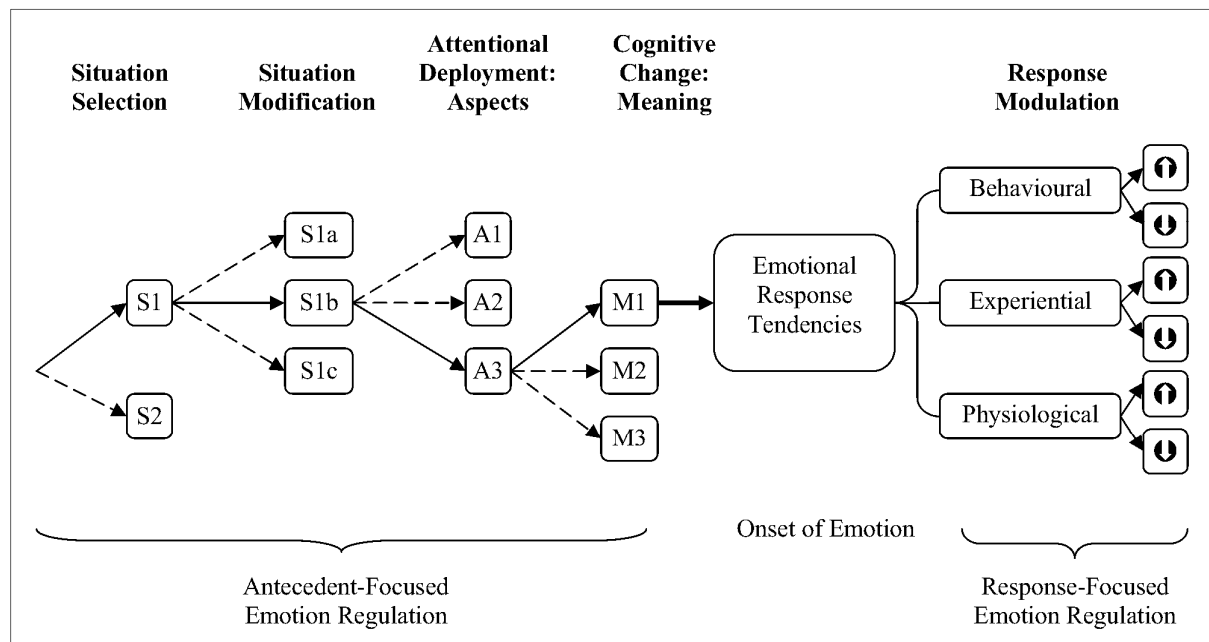 Situation
Selection
Situation
Modification
Attentional
Deployment:
Aspects
Cognitive
Change:
Meaning
Response
Modulation
S1
S2
S1a
S1b
S1c
A1
A2
A3
M1
M2
M3
Emotional
Response
Tendencies
Behavioural
Experiential
Physiological
Onset of Emotion
Antecedent-Focused
Emotion Regulation
Response-Focused
Emotion Regulation